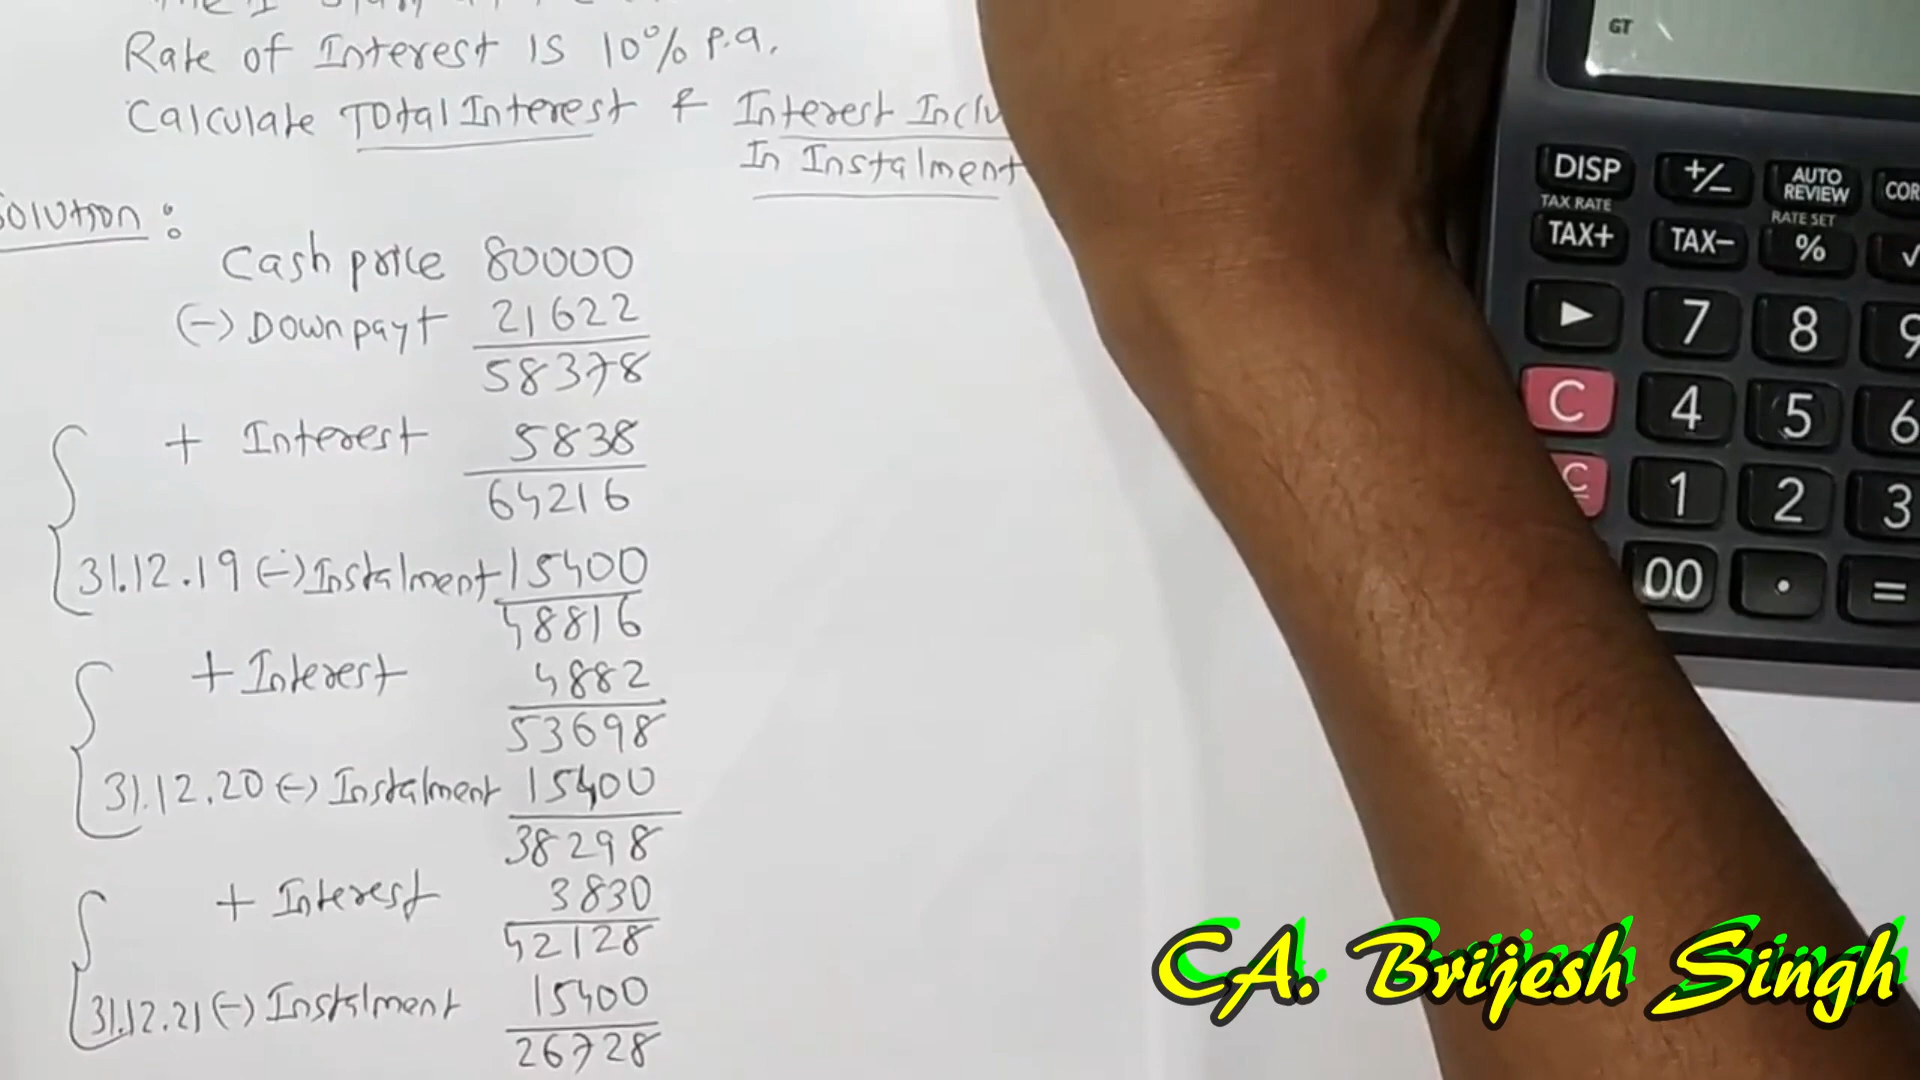 Rate of Interest is 10% p.a.
Calculate Total Interest & Interest
In Instalment
Solution :
Cash price 80000
(-) Down payt 21622
58378
+ Interest 5838
64216
31.12.19 (-) Instalment 15400
48816
+ Interest 4882
53698
31.12.20 (-) Instalment 15400
38298
+ Interest 3830
42128
31.12.21 (-) Instalment 15400
26728
GT
DISP +/- AUTO REVIEW
TAX RATE RATE SET
TAX+ TAX- % √
▶ 7 8 9
C 4 5 6
C 1 2 3
00 . =
CA. Brijesh Singh